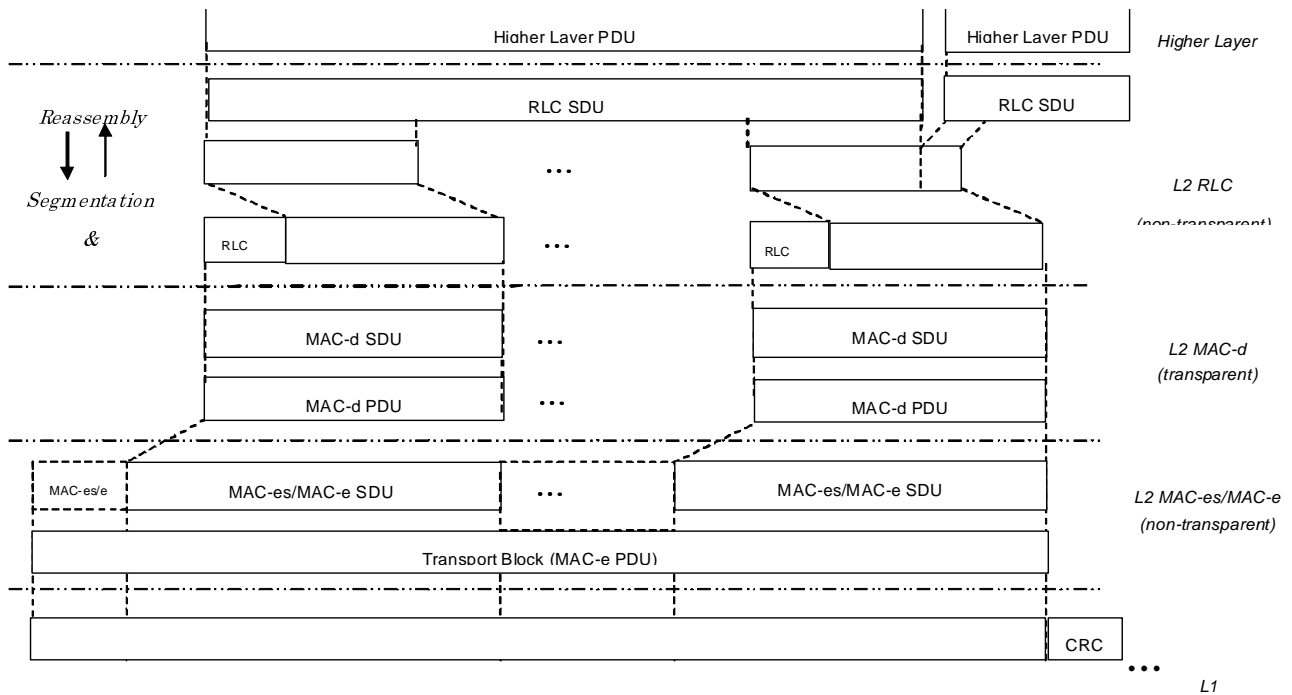 Higher Layer PDU
Higher Layer PDU
Higher Layer
RLC SDU
RLC SDU
Reassembly
...
Segmentation
&
L2 RLC
(non-transparent)
RLC
...
RLC
MAC-d SDU
...
MAC-d SDU
L2 MAC-d
(transparent)
MAC-d PDU
...
MAC-d PDU
MAC-es/e
MAC-es/MAC-e SDU
...
MAC-es/MAC-e SDU
L2 MAC-es/MAC-e
(non-transparent)
Transport Block (MAC-e PDU)
CRC
...
L1